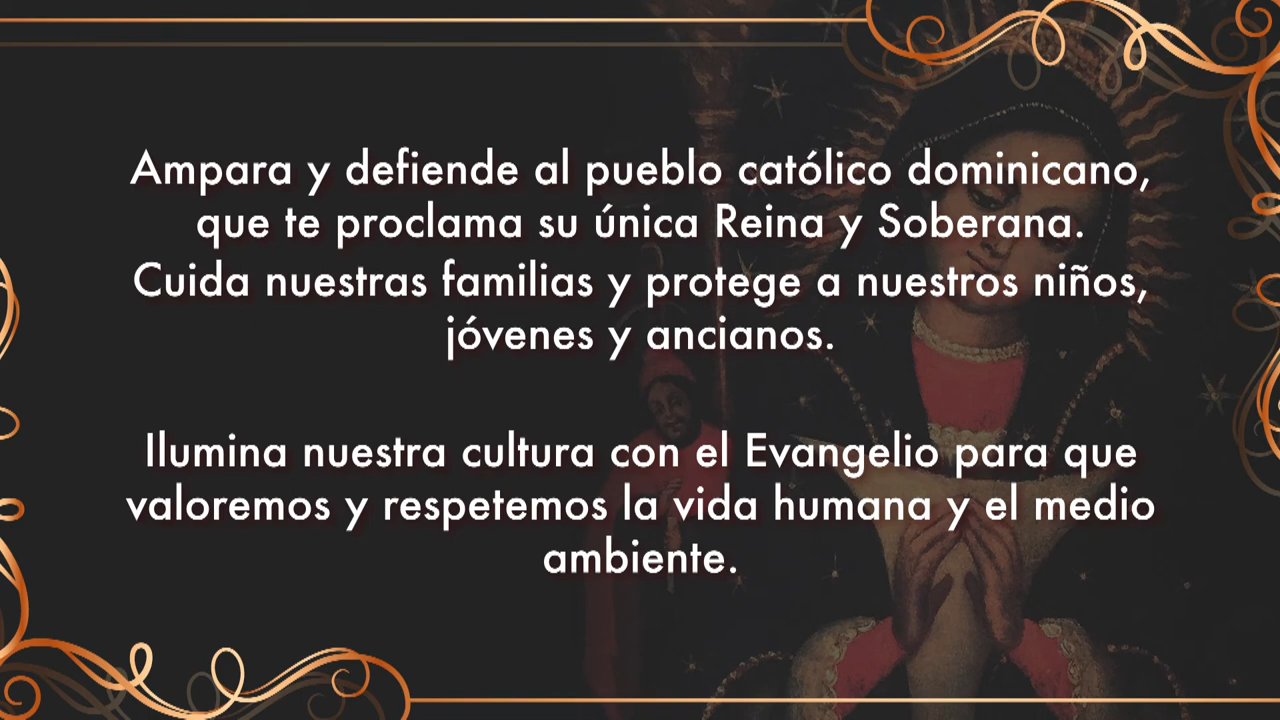 Ampara y defiende al pueblo católico dominicano,
que te proclama su única Reina y Soberana.
Cuida nuestras familias y protege a nuestros niños,
jóvenes y ancianos.
Ilumina nuestra cultura con el Evangelio para que
valoremos y respetemos la vida humana y el medio
ambiente.